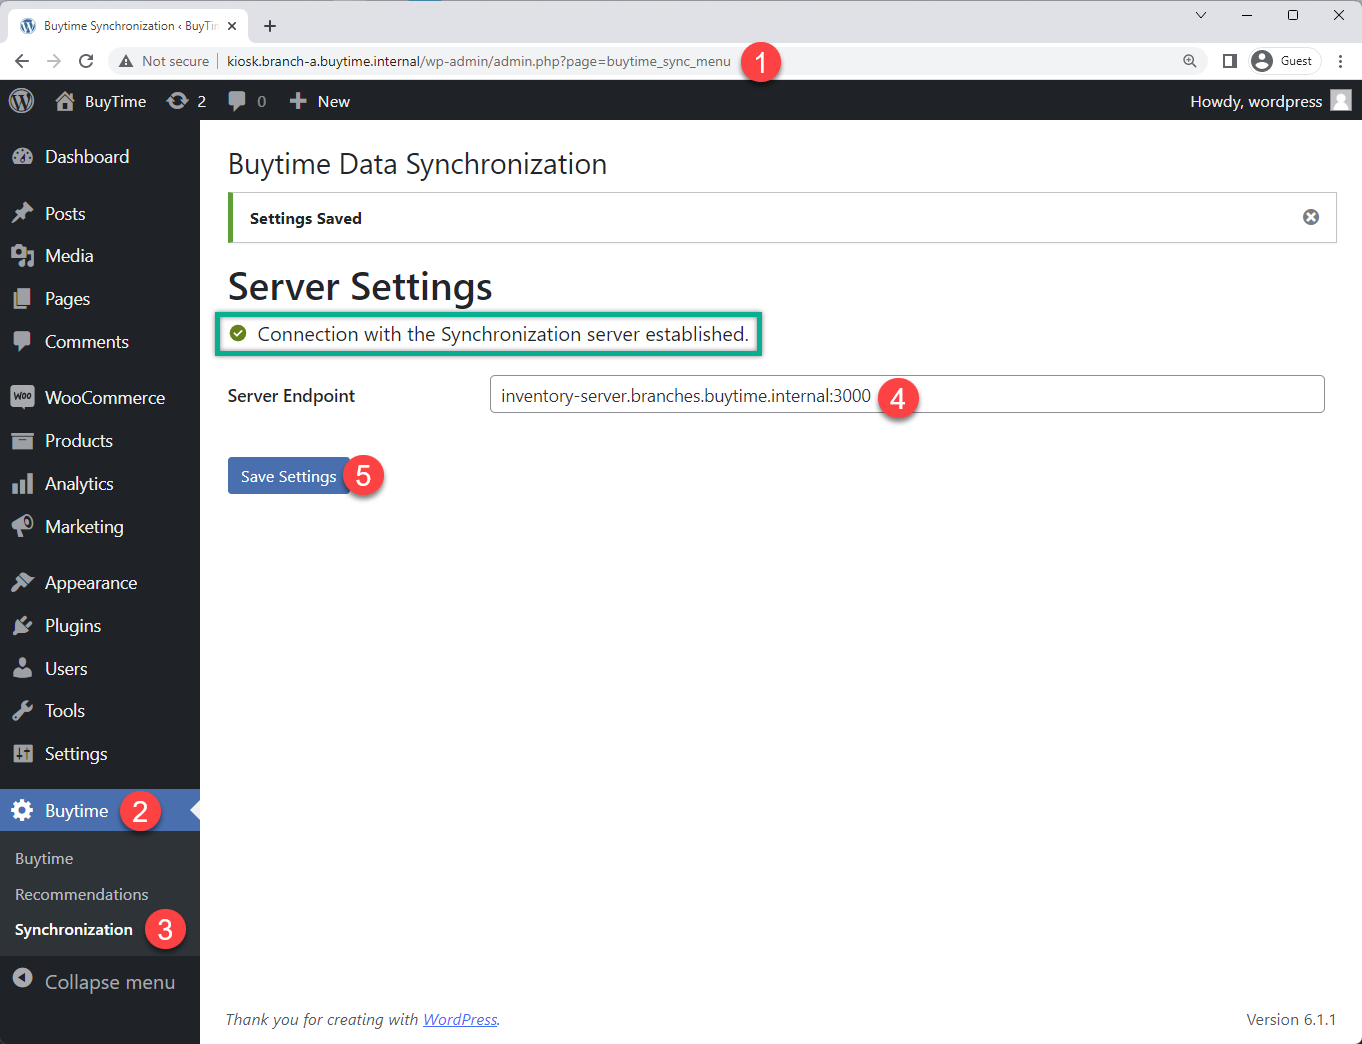 Buytime Synchronization ‹ BuyTim
Not secure kiosk.branch-a.buytime.internal/wp-admin/admin.php?page=buytime_sync_menu 1 Guest
BuyTime 2 0 New Howdy, wordpress
Dashboard
Posts
Media
Pages
Comments
WOO WooCommerce
Products
Analytics
Marketing
Appearance
Plugins
Users
Tools
Settings
Buytime 2
Buytime
Recommendations
Synchronization 3
Collapse menu
Buytime Data Synchronization
Settings Saved
Server Settings
Connection with the Synchronization server established.
Server Endpoint inventory-server.branches.buytime.internal:3000 4
Save Settings 5
Thank you for creating with WordPress. Version 6.1.1